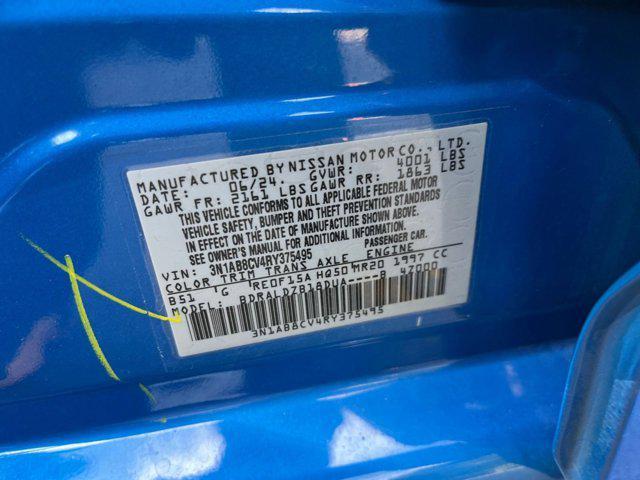 MANUFACTURED BY NISSAN MOTOR CO., LTD.
DATE: 06/24 GVWR: 4001 LBS
GAWR FR: 2161 LBS GAWR RR: 1863 LBS
THIS VEHICLE CONFORMS TO ALL APPLICABLE FEDERAL MOTOR
VEHICLE SAFETY, BUMPER AND THEFT PREVENTION STANDARDS
IN EFFECT ON THE DATE OF MANUFACTURE SHOWN ABOVE.
SEE OWNER'S MANUAL FOR ADDITIONAL INFORMATION.
VIN: 3N1AB8CV4RY375495 PASSENGER CAR.
COLOR TRIM TRANS AXLE ENGINE
B51 G RE0F15A HQ50 MR20 1997 CC
MODEL: BDRALDZB18DUA----B 47000
3N1AB8CV4RY375495